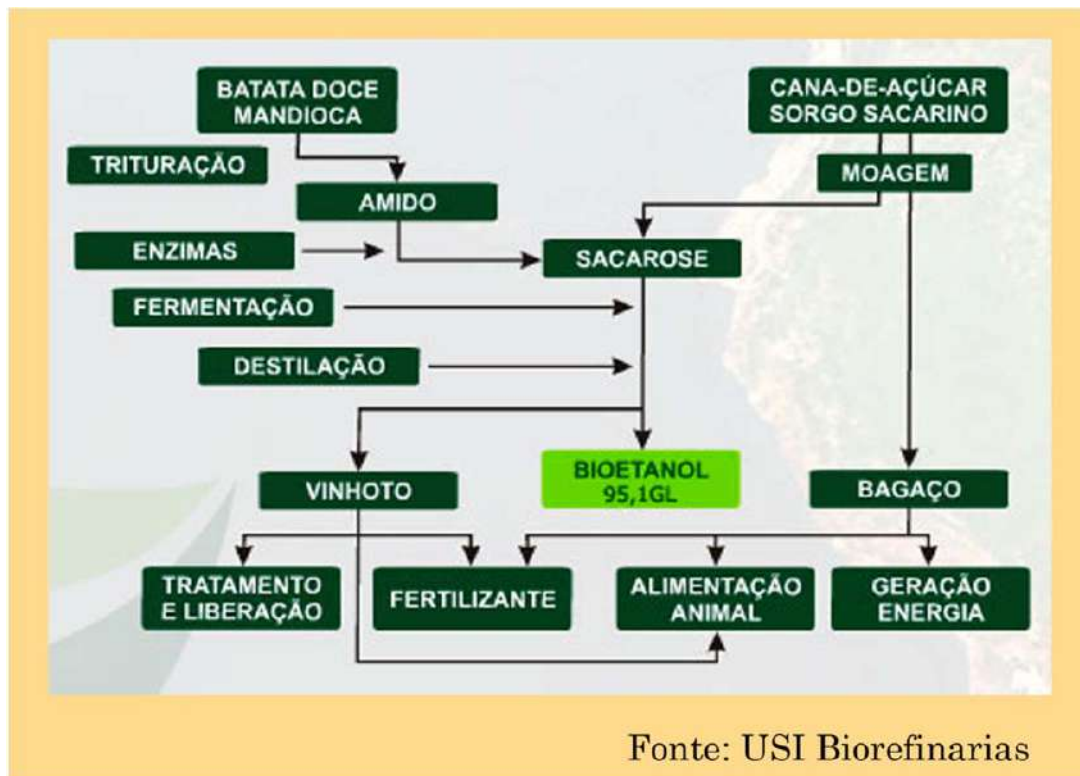 BATATA DOCE
MANDIOCA
CANA-DE-AÇÚCAR
SORGO SACARINO
TRITURAÇÃO
MOAGEM
AMIDO
ENZIMAS
SACAROSE
FERMENTAÇÃO
DESTILAÇÃO
VINHOTO
BIOETANOL
95,1GL
BAGAÇO
TRATAMENTO
E LIBERAÇÃO
FERTILIZANTE
ALIMENTAÇÃO
ANIMAL
GERAÇÃO
ENERGIA
Fonte: USI Biorefinarias